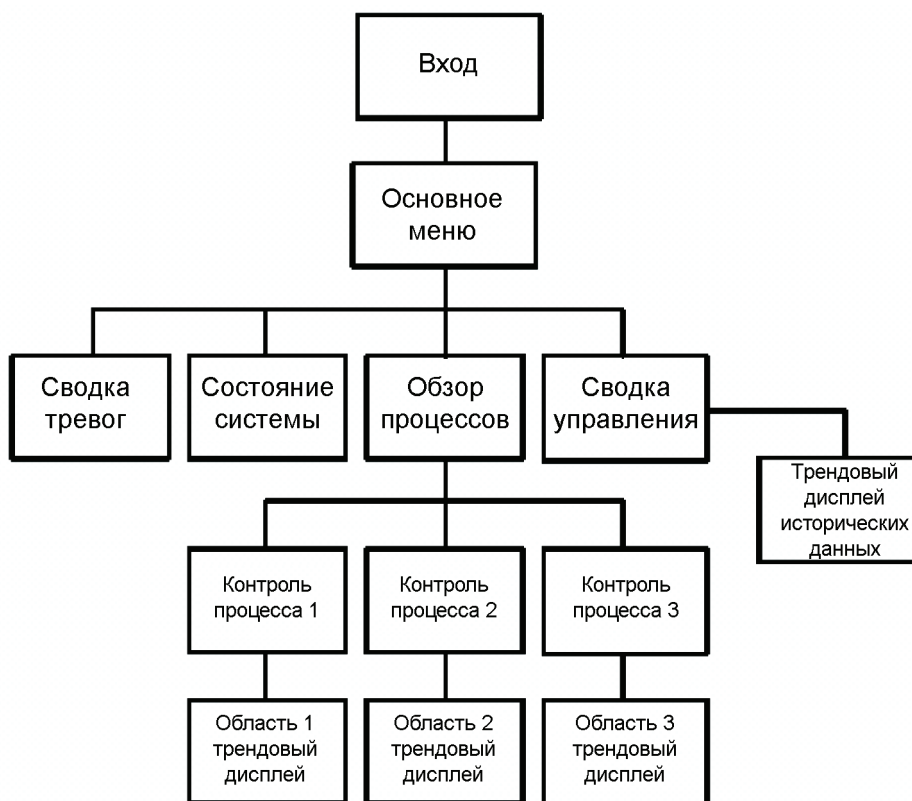 Вход
Основное
меню
Сводка
тревог
Состояние
системы
Обзор
процессов
Сводка
управления
Трендовый
дисплей
исторических
данных
Контроль
процесса 1
Контроль
процесса 2
Контроль
процесса 3
Область 1
трендовый
дисплей
Область 2
трендовый
дисплей
Область 3
трендовый
дисплей